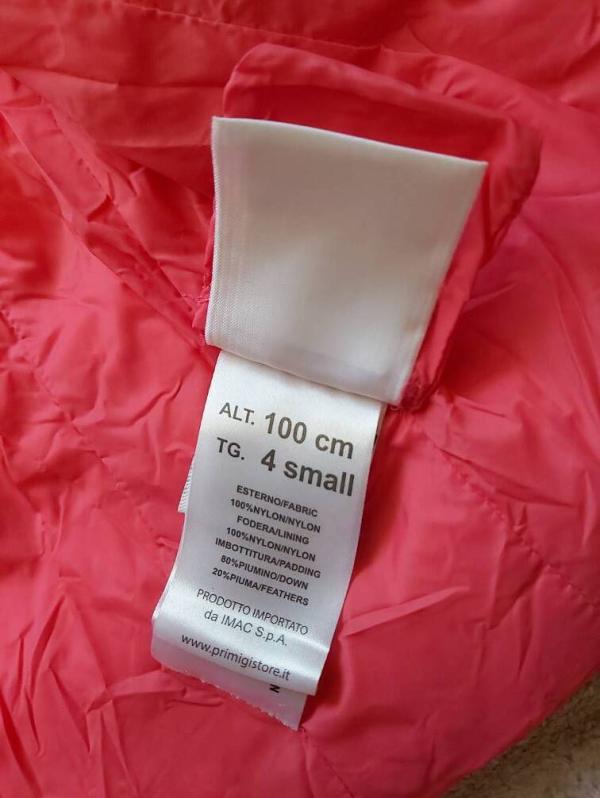 ALT. 100 cm
TG. 4 small
ESTERNO/FABRIC
100%NYLON/NYLON
FODERA/LINING
100%NYLON/NYLON
IMBOTTITURA/PADDING
80%PIUMINO/DOWN
20%PIUMA/FEATHERS
PRODOTTO IMPORTATO
da IMAC S.p.A.
www.primigistore.it